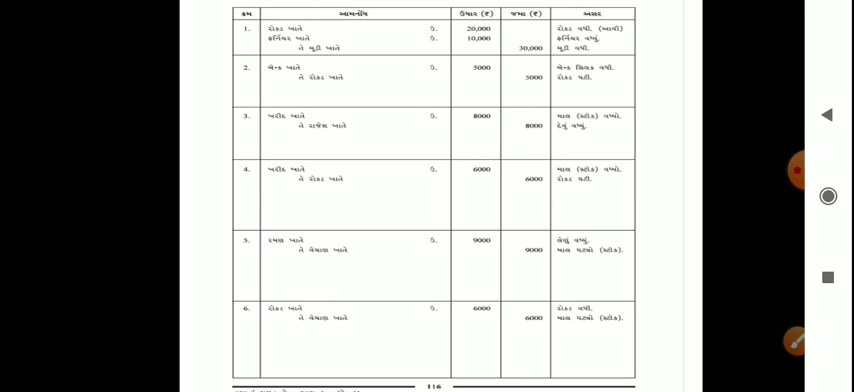 ક્રમ આમનોંધ ઉધાર (₹) જમા (₹) અસર
1. રોકડ ખાતે ઉ. 20,000 રોકડ વધી. (આવી)
ફર્નિચર ખાતે ઉ. 10,000 ફર્નિચર વધ્યું.
તે મૂડી ખાતે 30,000 મૂડી વધી.
2. બેન્ક ખાતે ઉ. 5000 બેન્ક સિલક વધી.
તે રોકડ ખાતે 5000 રોકડ ઘટી.
3. ખરીદ ખાતે ઉ. 8000 માલ (સ્ટોક) વધ્યો.
તે રાજેશ ખાતે 8000 દેવું વધ્યું.
4. ખરીદ ખાતે ઉ. 6000 માલ (સ્ટોક) વધ્યો.
તે રોકડ ખાતે 6000 રોકડ ઘટી.
5. રમણ ખાતે ઉ. 9000 લેણું વધ્યું.
તે વેચાણ ખાતે 9000 માલ ઘટ્યો (સ્ટોક).
6. રોકડ ખાતે ઉ. 6000 રોકડ વધી.
તે વેચાણ ખાતે 6000 માલ ઘટ્યો (સ્ટોક).
116